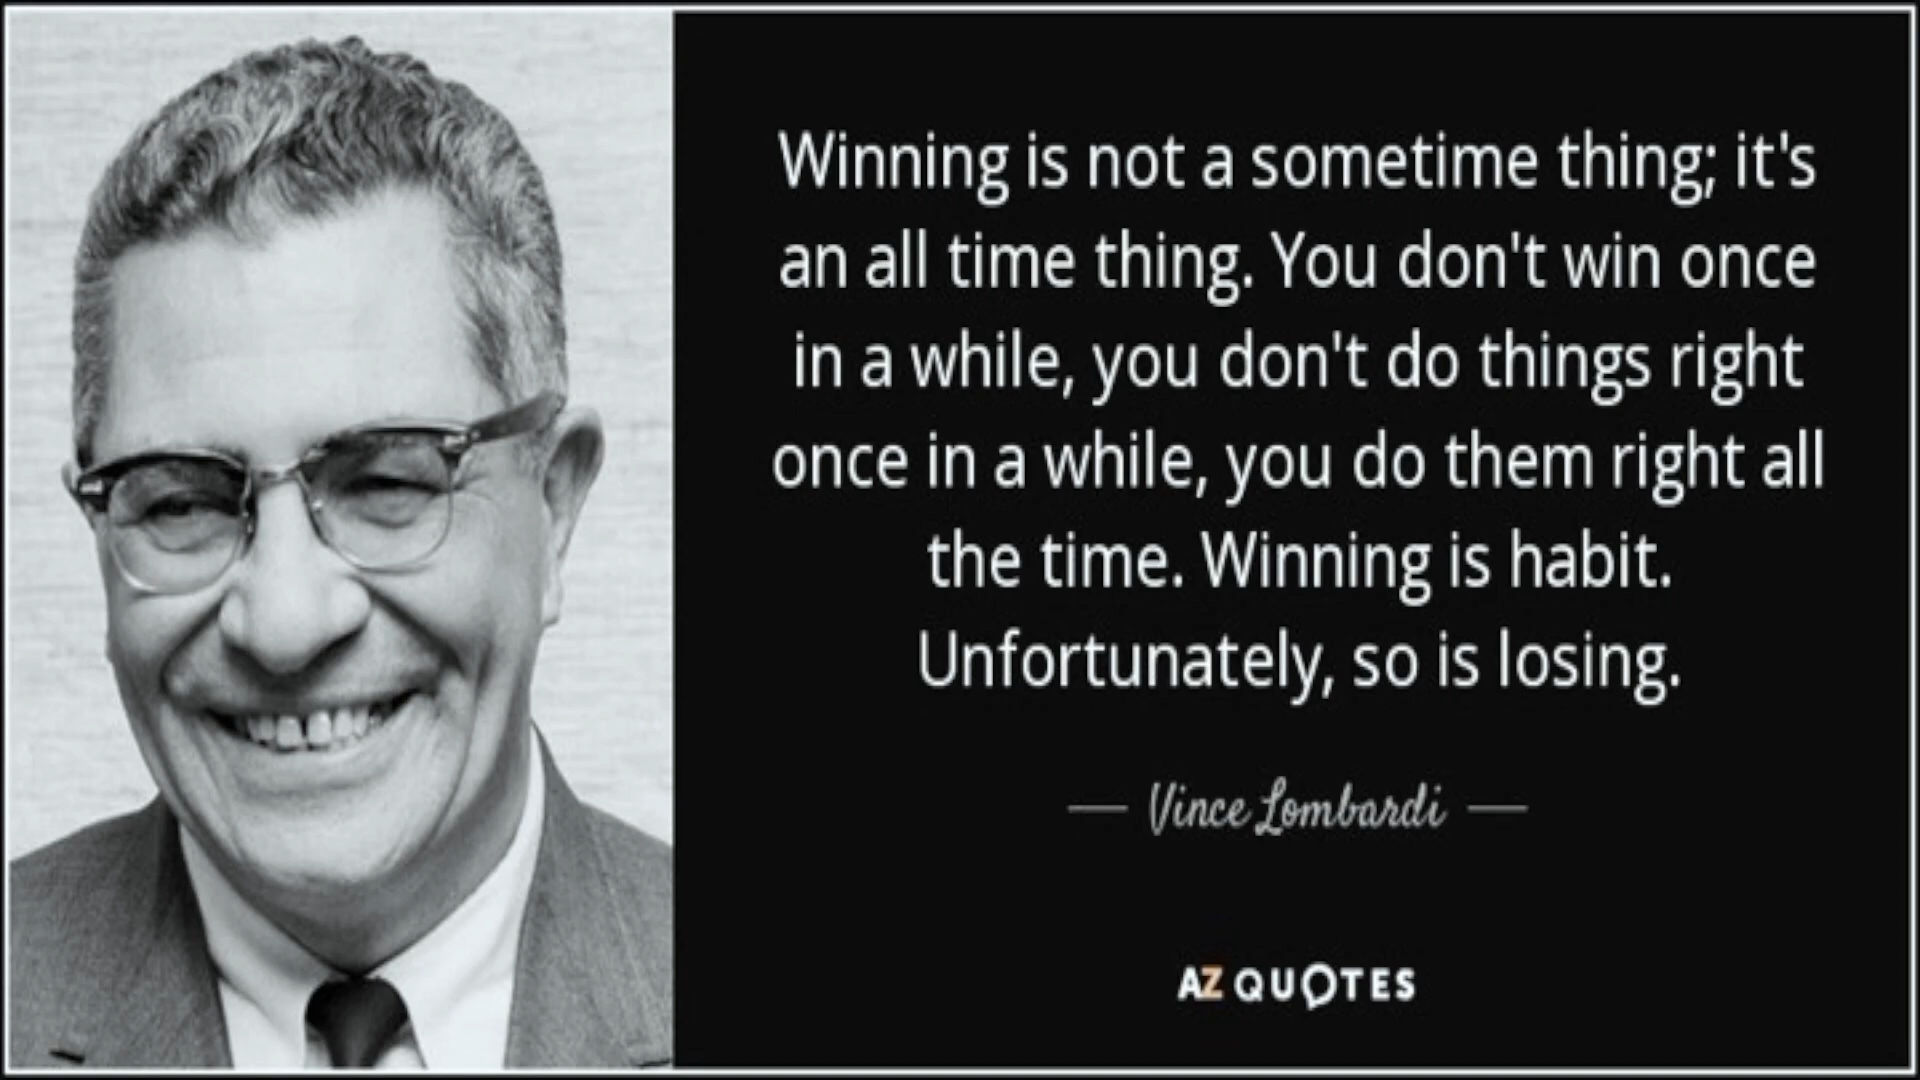 Winning is not a sometime thing; it's
an all time thing. You don't win once
in a while, you don't do things right
once in a while, you do them right all
the time. Winning is habit.
Unfortunately, so is losing.
— Vince Lombardi —
AZ QUOTES